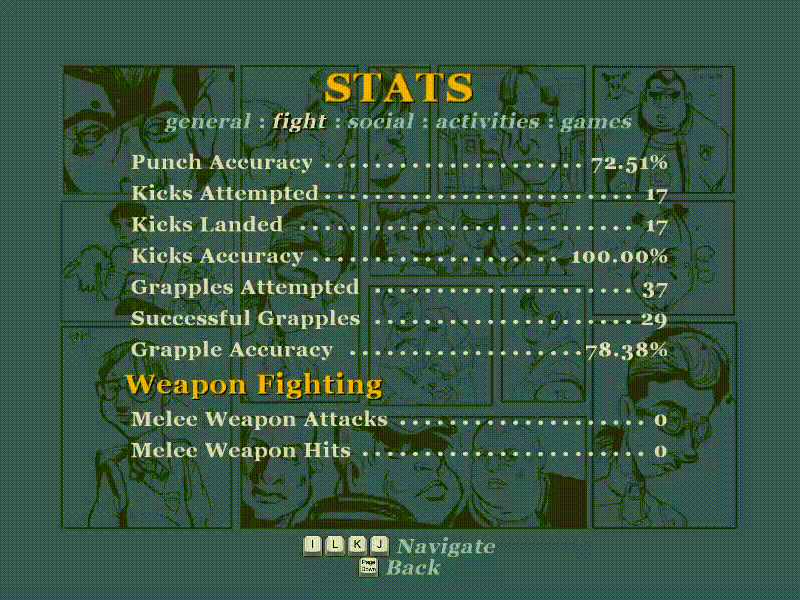 STATS
general : fight : social : activities : games
Punch Accuracy .................... 72.51%
Kicks Attempted ......................... 17
Kicks Landed ........................... 17
Kicks Accuracy .................... 100.00%
Grapples Attempted ..................... 37
Successful Grapples ..................... 29
Grapple Accuracy ...................78.38%
Weapon Fighting
Melee Weapon Attacks .................... 0
Melee Weapon Hits ....................... 0
I L K J Navigate
Page Down Back